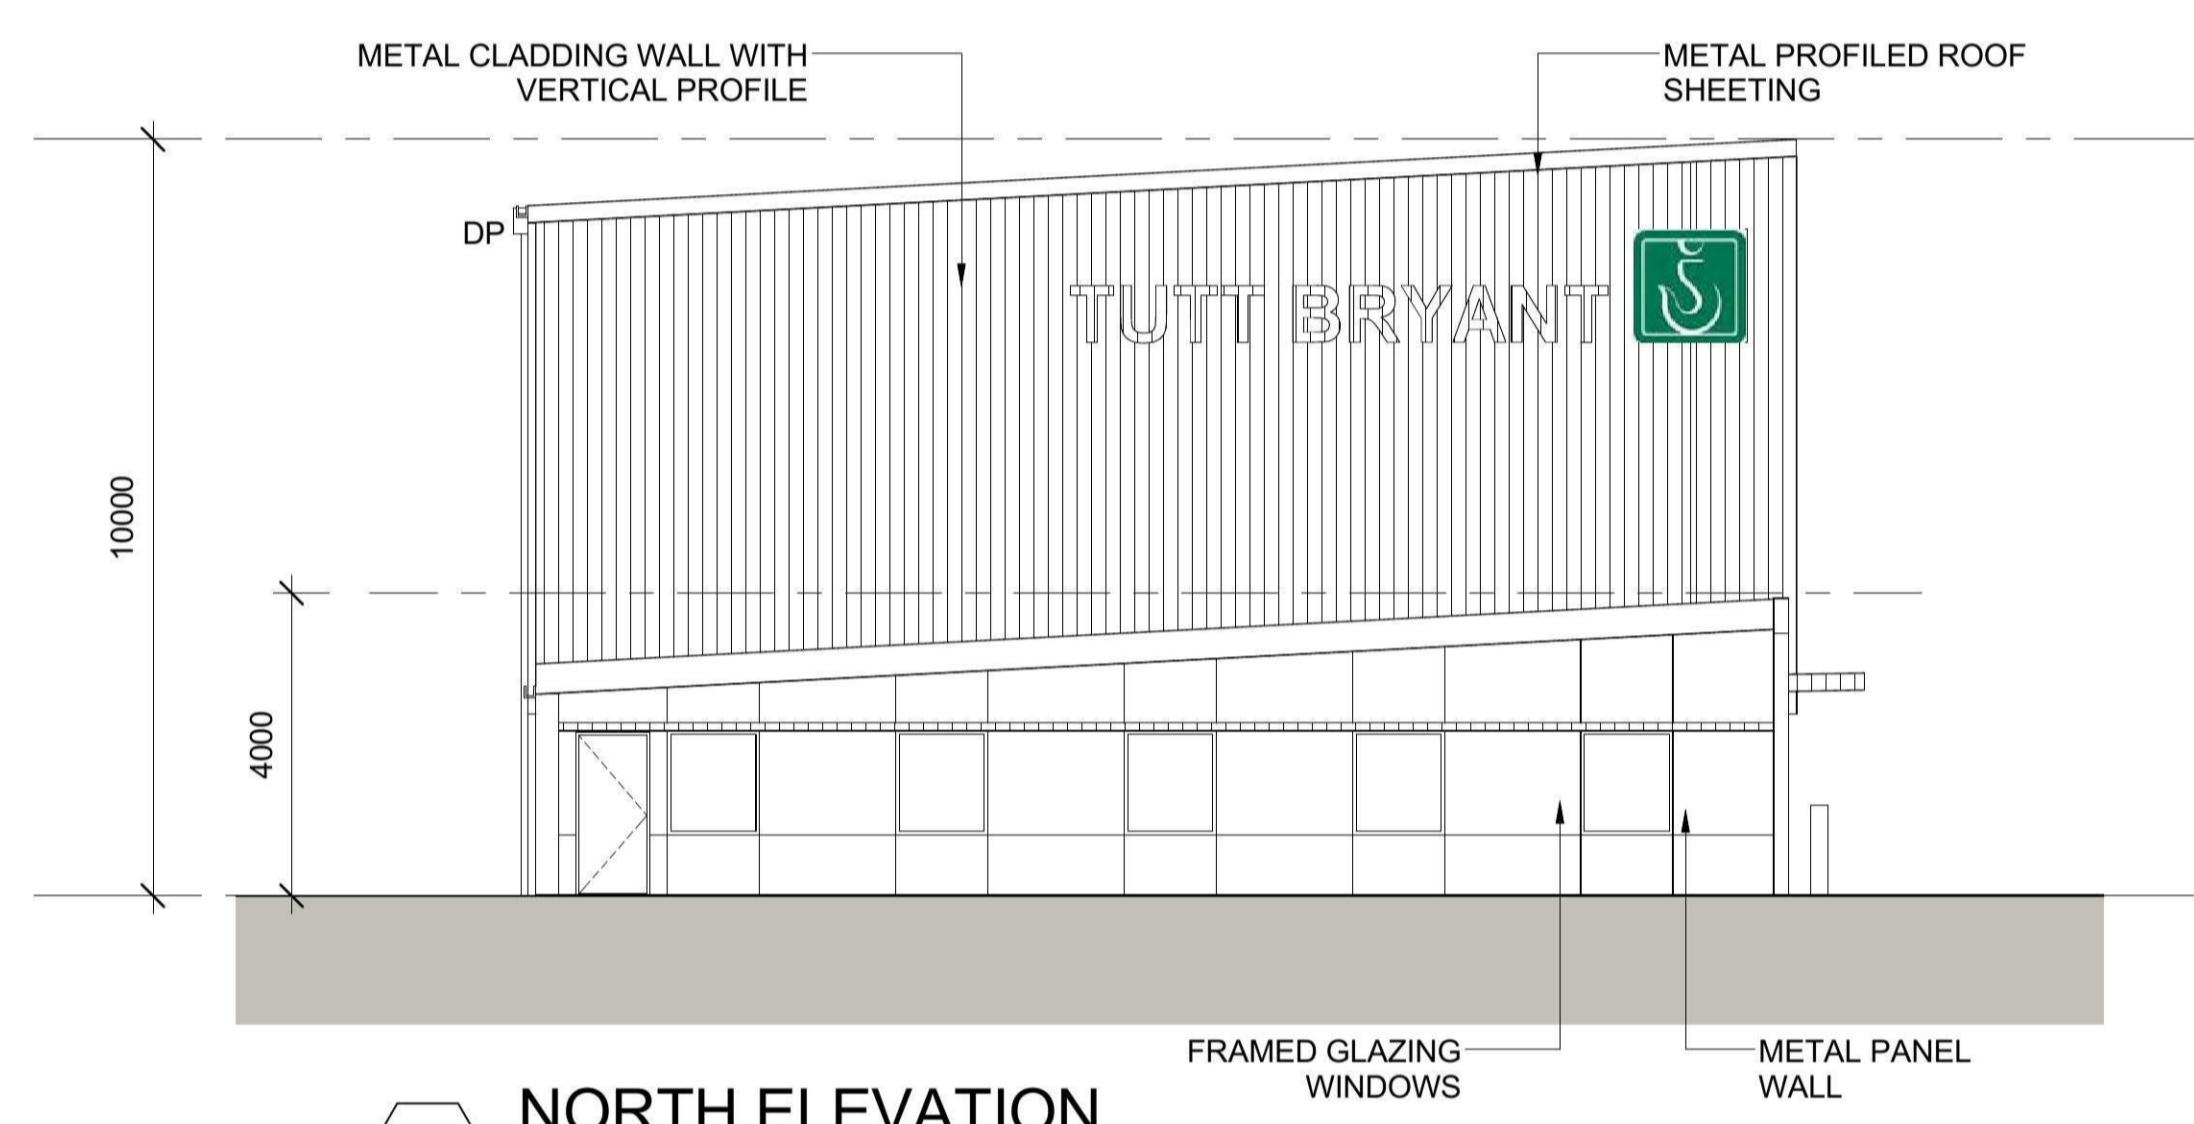 METAL CLADDING WALL WITH
VERTICAL PROFILE
METAL PROFILED ROOF
SHEETING
DP
TUTT BRYANT
10000
4000
FRAMED GLAZING
WINDOWS
METAL PANEL
WALL
NORTH ELEVATION